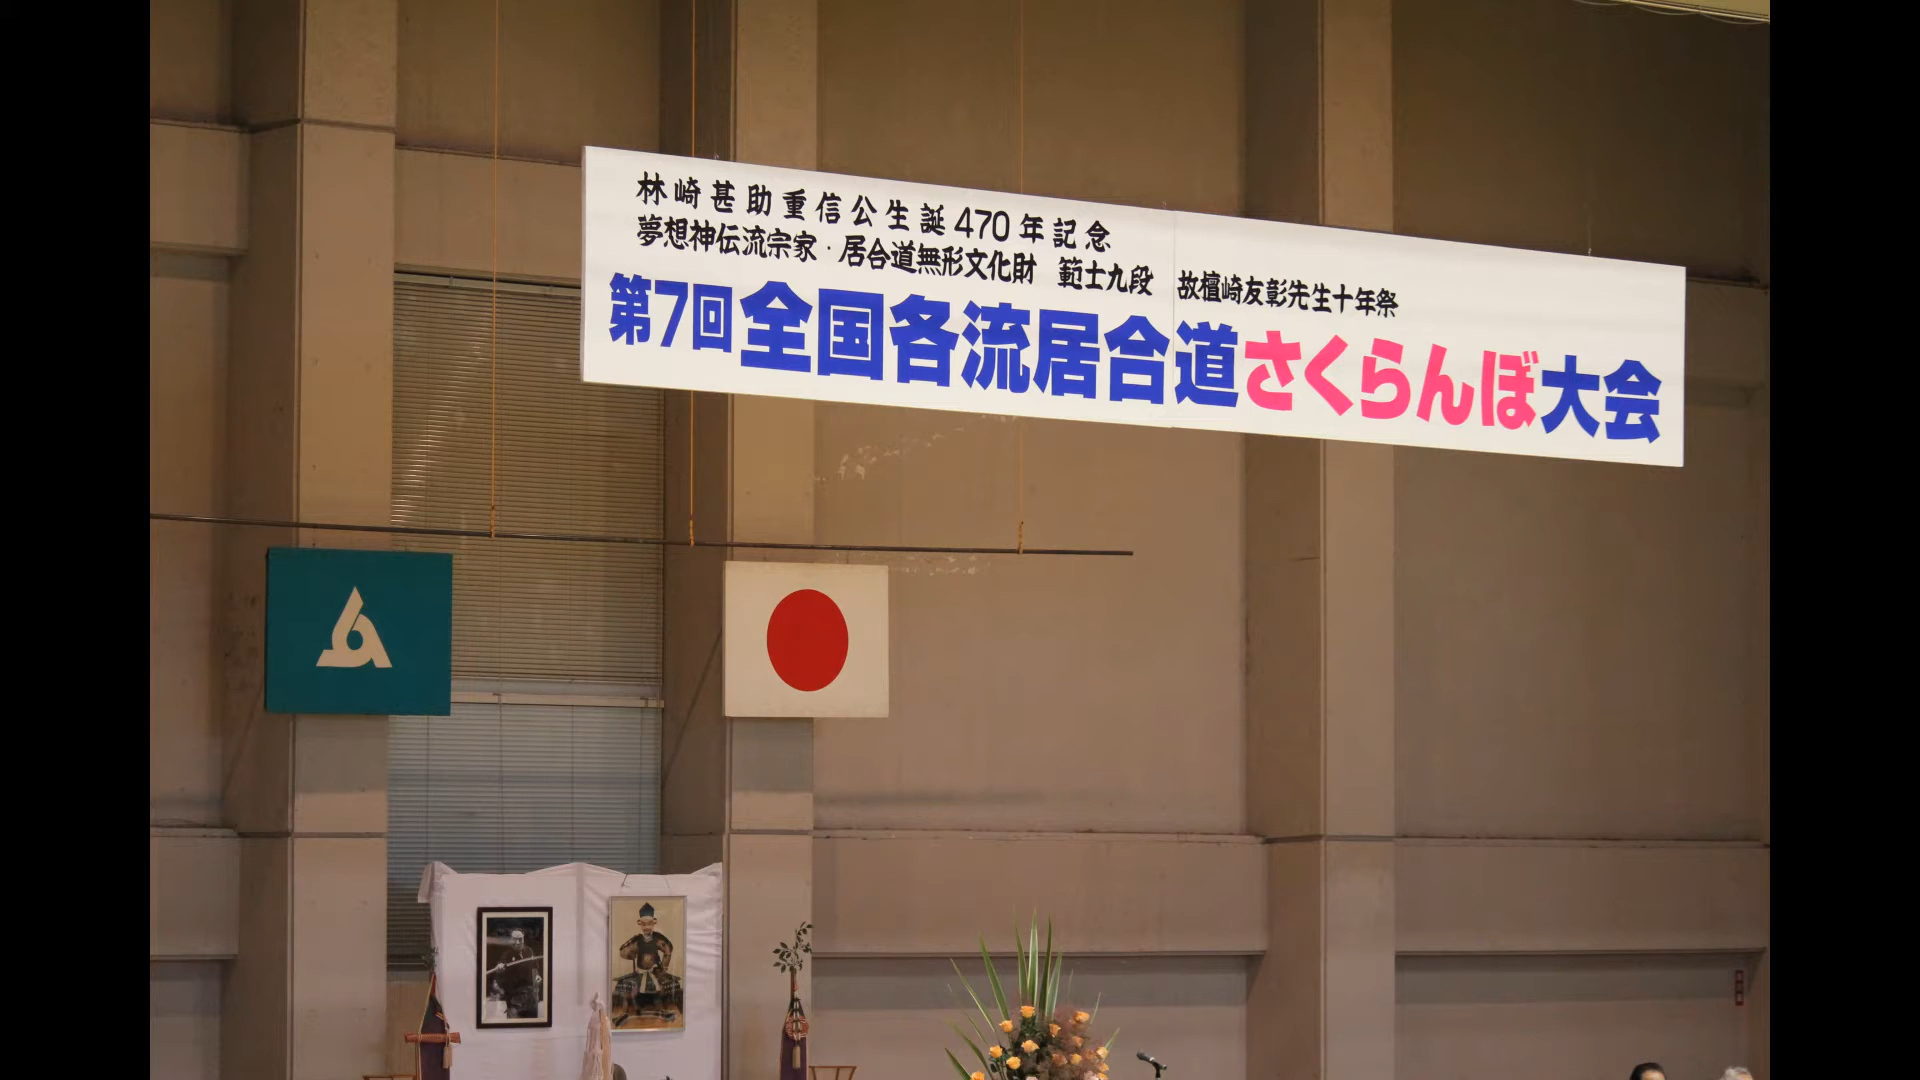 林崎甚助重信公生誕470年記念
夢想神伝流宗家・居合道無形文化財 範士九段 故檀崎友彰先生十年祭
第7回全国各流居合道さくらんぼ大会